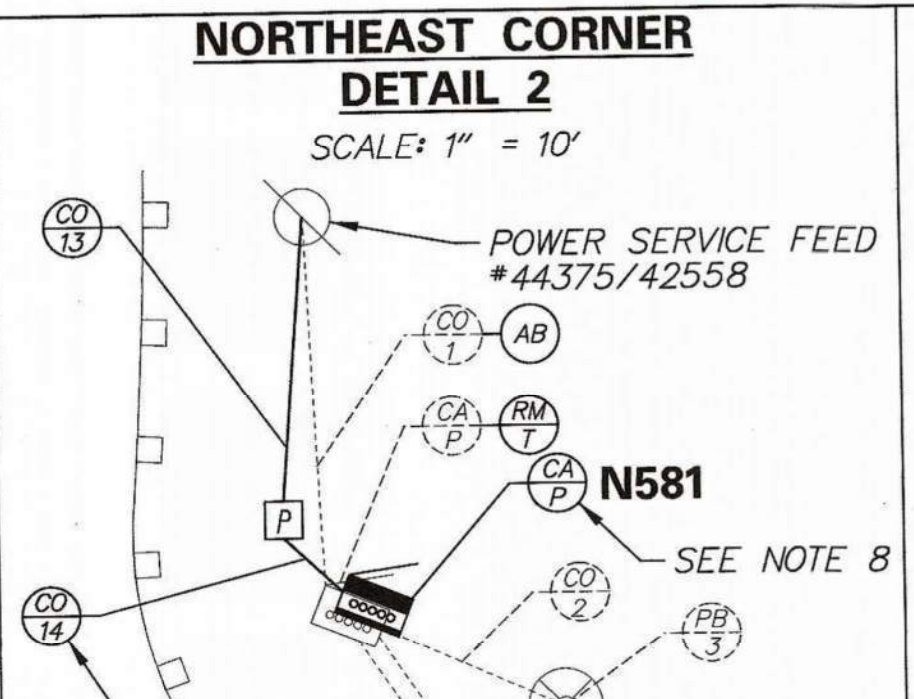 NORTHEAST CORNER
DETAIL 2
SCALE: 1" = 10'
CO
13
POWER SERVICE FEED
#44375/42558
CO
1
AB
CA
P
RM
T
CA
P
N581
P
SEE NOTE 8
CO
2
CO
14
PB
3